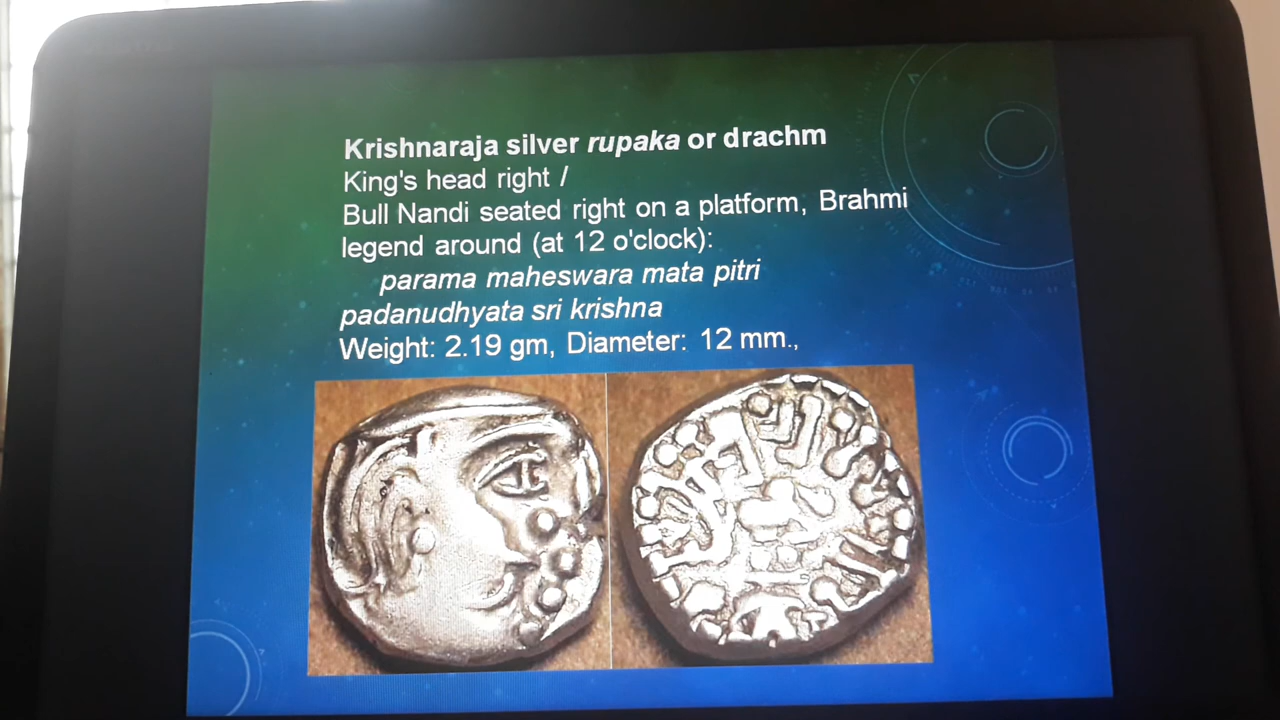 Krishnaraja silver rupaka or drachm
King's head right /
Bull Nandi seated right on a platform, Brahmi
legend around (at 12 o'clock):
parama maheswara mata pitri
padanudhyata sri krishna
Weight: 2.19 gm, Diameter: 12 mm.,